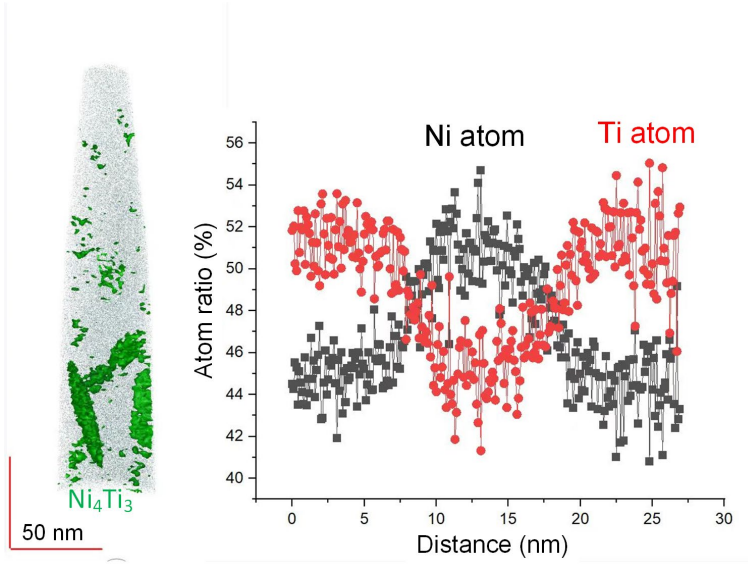 Ni₄Ti₃
50 nm
Ni atom
Ti atom
Atom ratio (%)
56
54
52
50
48
46
44
42
40
0 5 10 15 20 25 30
Distance (nm)